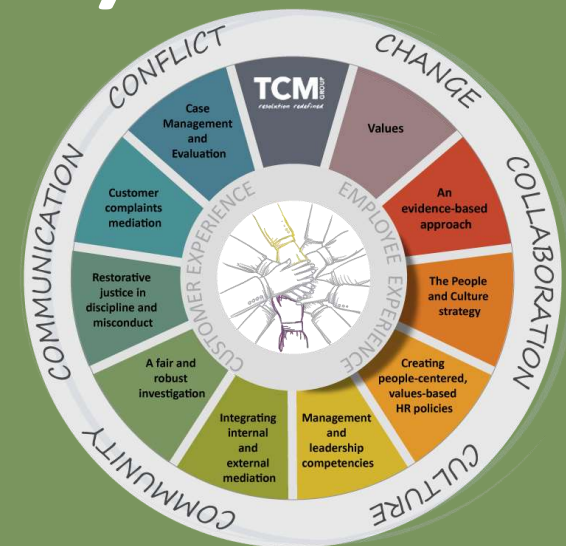 CONFLICT
CHANGE
COLLABORATION
CULTURE
COMMUNITY
COMMUNICATION
TCM
GROUP
resolution redefined
Values
An
evidence-based
approach
The People
and Culture
strategy
Creating
people-centered,
values-based
HR policies
Management
and
leadership
competencies
Integrating
internal
and
external
mediation
A fair and
robust
investigation
Restorative
justice in
discipline and
misconduct
Customer
complaints
mediation
Case
Management
and
Evaluation
CUSTOMER EXPERIENCE
EMPLOYEE EXPERIENCE